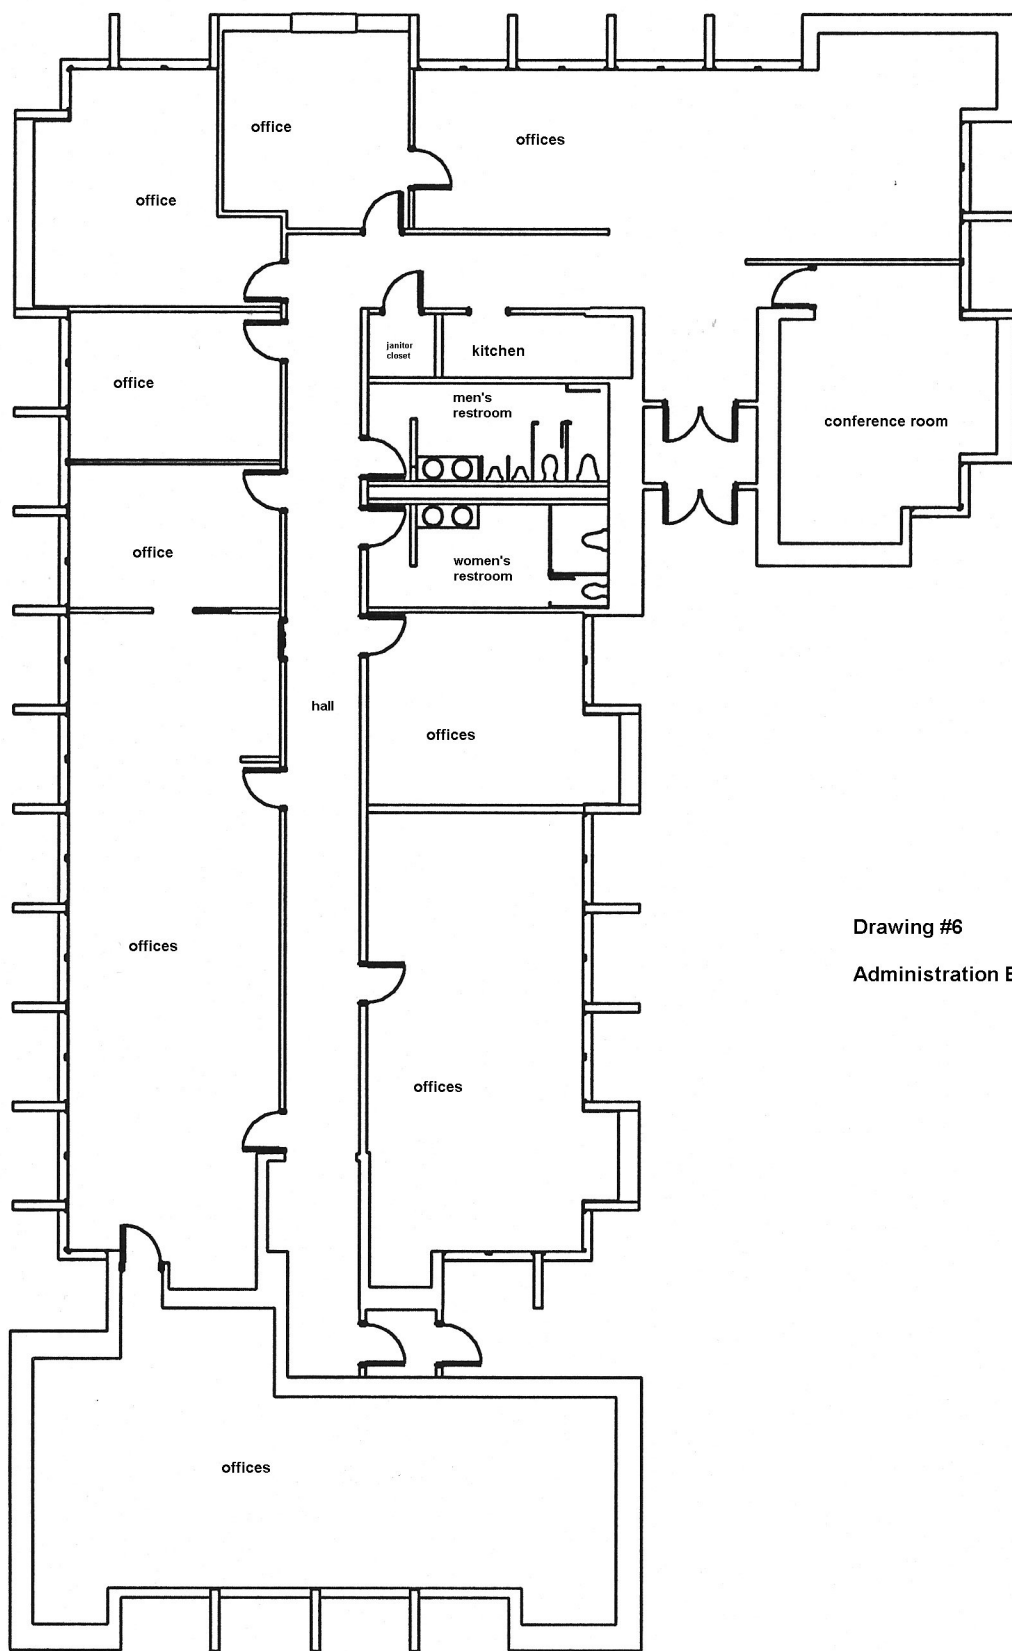 office
offices
office
janitor
closet
kitchen
office
men's
restroom
conference room
office
women's
restroom
hall
offices
Drawing #6
offices
Administration
offices
offices